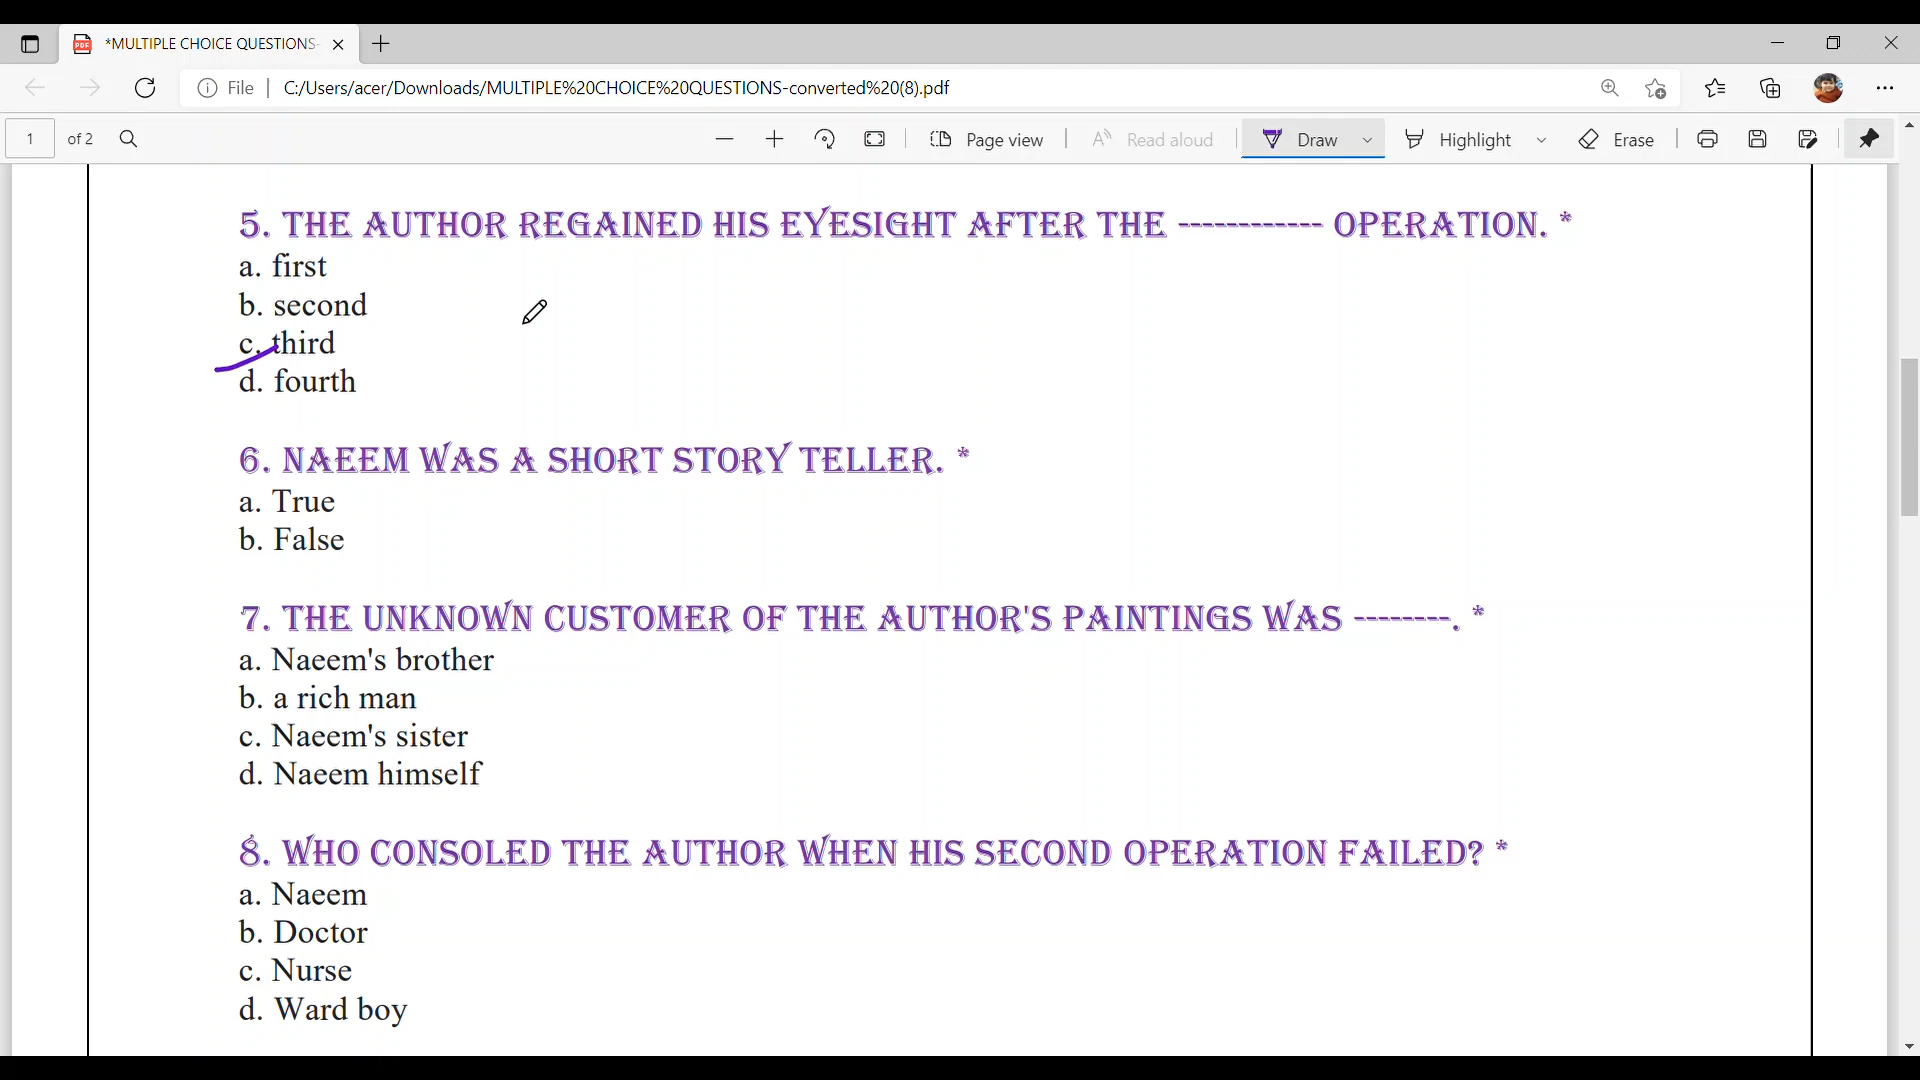 *MULTIPLE CHOICE QUESTIONS-
File C:/Users/acer/Downloads/MULTIPLE%20CHOICE%20QUESTIONS-converted%20(8).pdf
1 of 2 Page view Read aloud Draw Highlight Erase
5. THE AUTHOR REGAINED HIS EYESIGHT AFTER THE ------------ OPERATION. *
a. first
b. second
c. third
d. fourth
6. NAEEM WAS A SHORT STORY TELLER. *
a. True
b. False
7. THE UNKNOWN CUSTOMER OF THE AUTHOR'S PAINTINGS WAS --------. *
a. Naeem's brother
b. a rich man
c. Naeem's sister
d. Naeem himself
8. WHO CONSOLED THE AUTHOR WHEN HIS SECOND OPERATION FAILED? *
a. Naeem
b. Doctor
c. Nurse
d. Ward boy